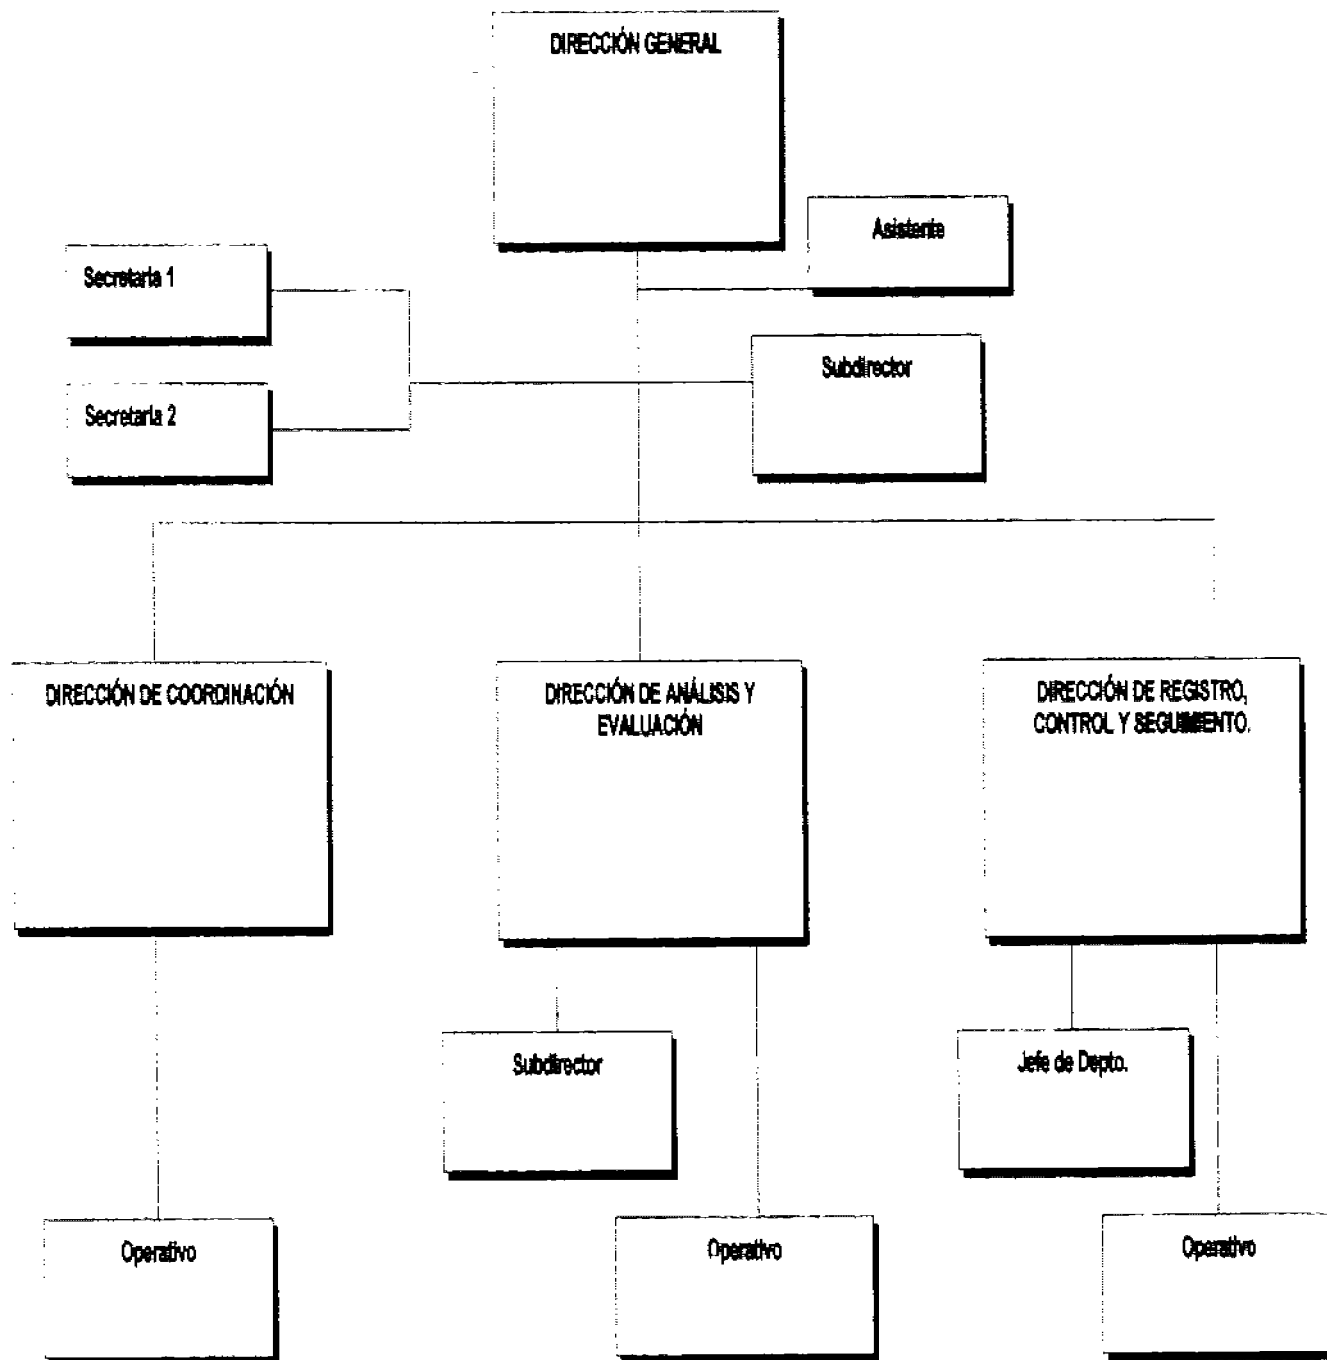 DIRECCIÓN GENERAL
Asistente
Secretaria 1
Subdirector
Secretaria 2
DIRECCIÓN DE COORDINACIÓN
DIRECCIÓN DE ANÁLISIS Y
EVALUACIÓN
DIRECCIÓN DE REGISTRO,
CONTROL Y SEGUIMIENTO.
Subdirector
Jefe de Depto.
Operativo
Operativo
Operativo